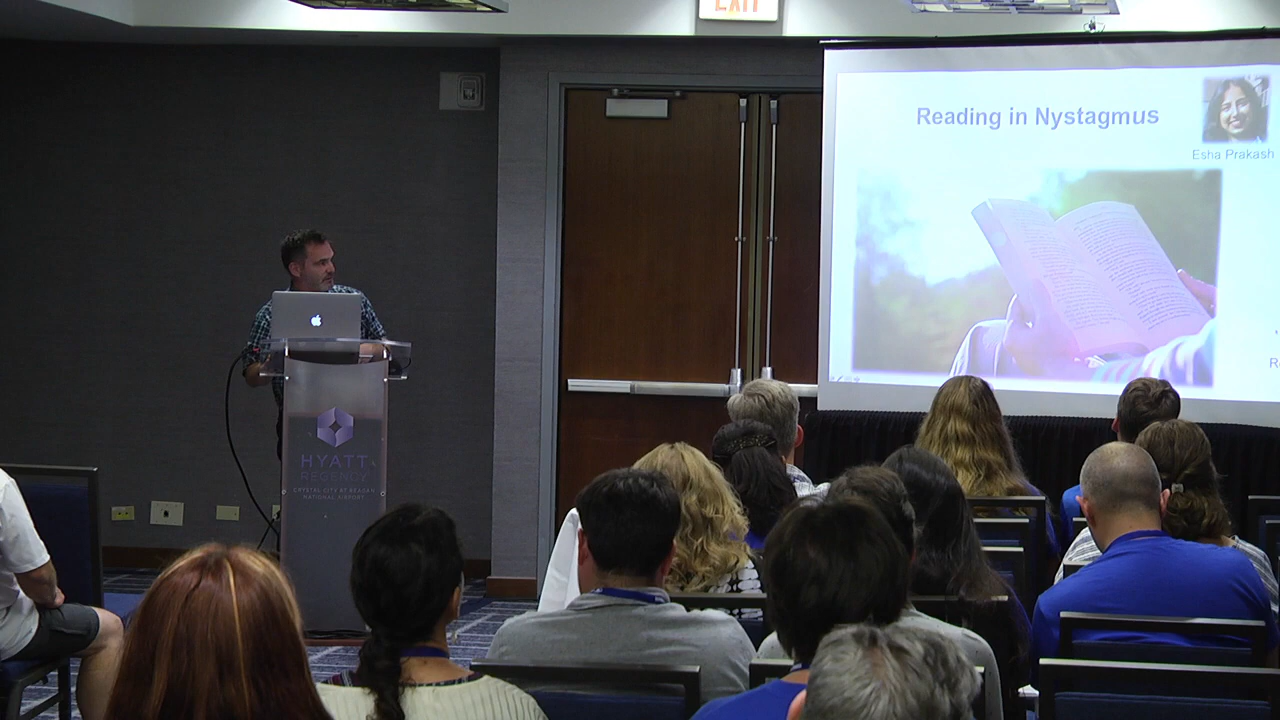 EXIT
Reading in Nystagmus
Esha Prakash
HYATT
REGENCY
CRYSTAL CITY AT REAGAN
NATIONAL AIRPORT